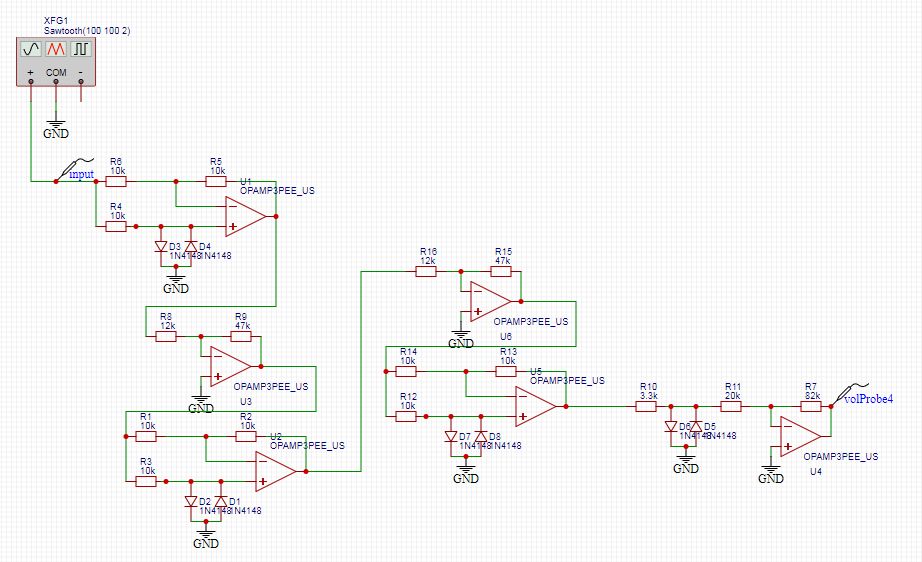 XFG1
Sawtooth(100 100 2)
+ COM -
GND
input
R6
10k
R5
10k
U1
OPAMP3PEE_US
R4
10k
D3 D4
1N4148 1N4148
GND
R8
12k
R9
47k
OPAMP3PEE_US
U3
GND
R1
10k
R2
10k
U2
OPAMP3PEE_US
R3
10k
D2 D1
1N4148 1N4148
GND
R16
12k
R15
47k
OPAMP3PEE_US
U6
GND
R14
10k
R13
10k
U5
OPAMP3PEE_US
R12
10k
D7 D8
1N4148 1N4148
GND
R10
3.3k
R11
20k
R7
82k
volProbe4
D6 D5
1N4148 1N4148
GND
OPAMP3PEE_US
U4
GND